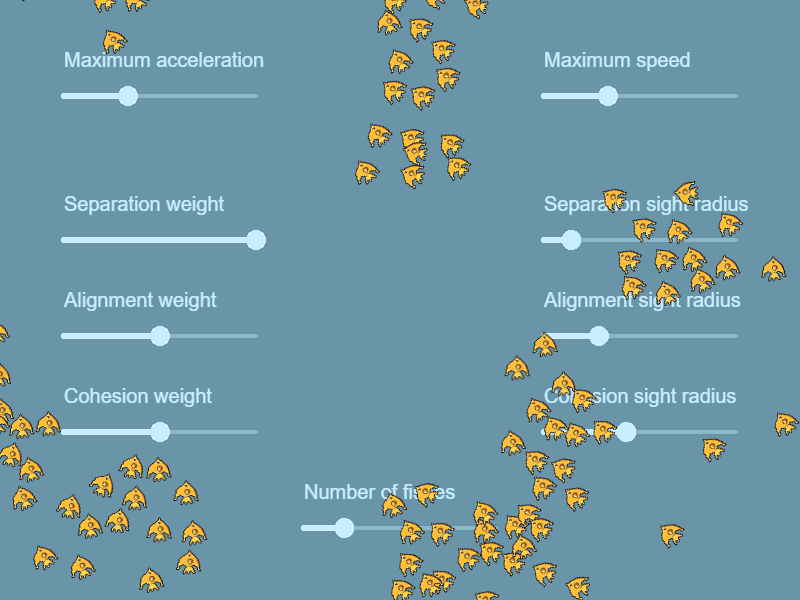 Maximum acceleration
Maximum speed
Separation weight
Separation sight radius
Alignment weight
Alignment sight radius
Cohesion weight
Cohesion sight radius
Number of fishes